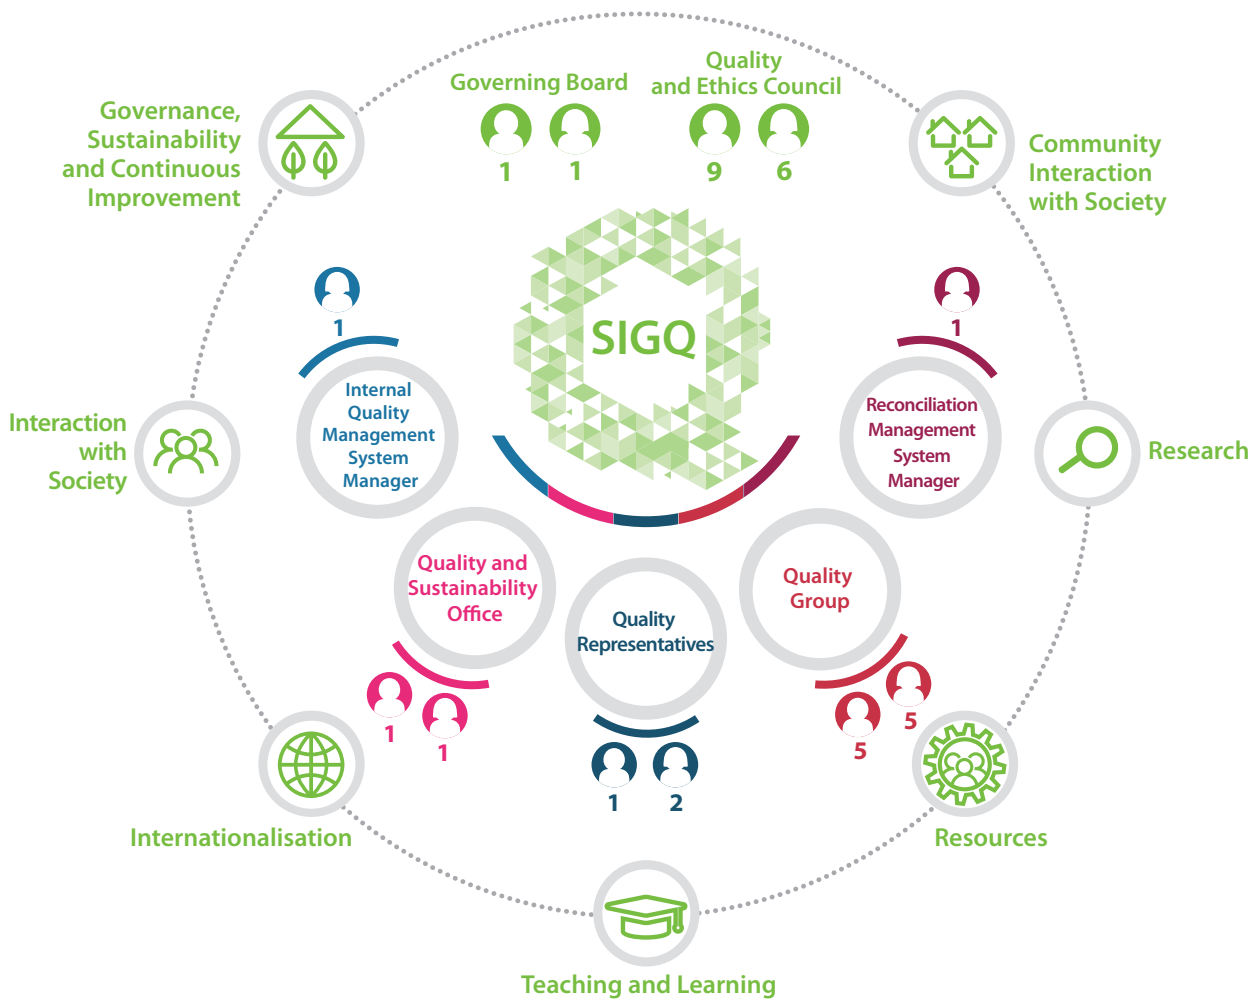 Governing Board
1
1
Quality
and Ethics Council
9
6
Governance,
Sustainability
and Continuous
Improvement
Community
Interaction
with Society
SIGQ
1
Internal
Quality
Management
System
Manager
1
Reconciliation
Management
System
Manager
Interaction
with
Society
Research
Quality and
Sustainability
Office
1
1
Quality
Representatives
1
2
Quality
Group
5
5
Internationalisation
Resources
Teaching and Learning